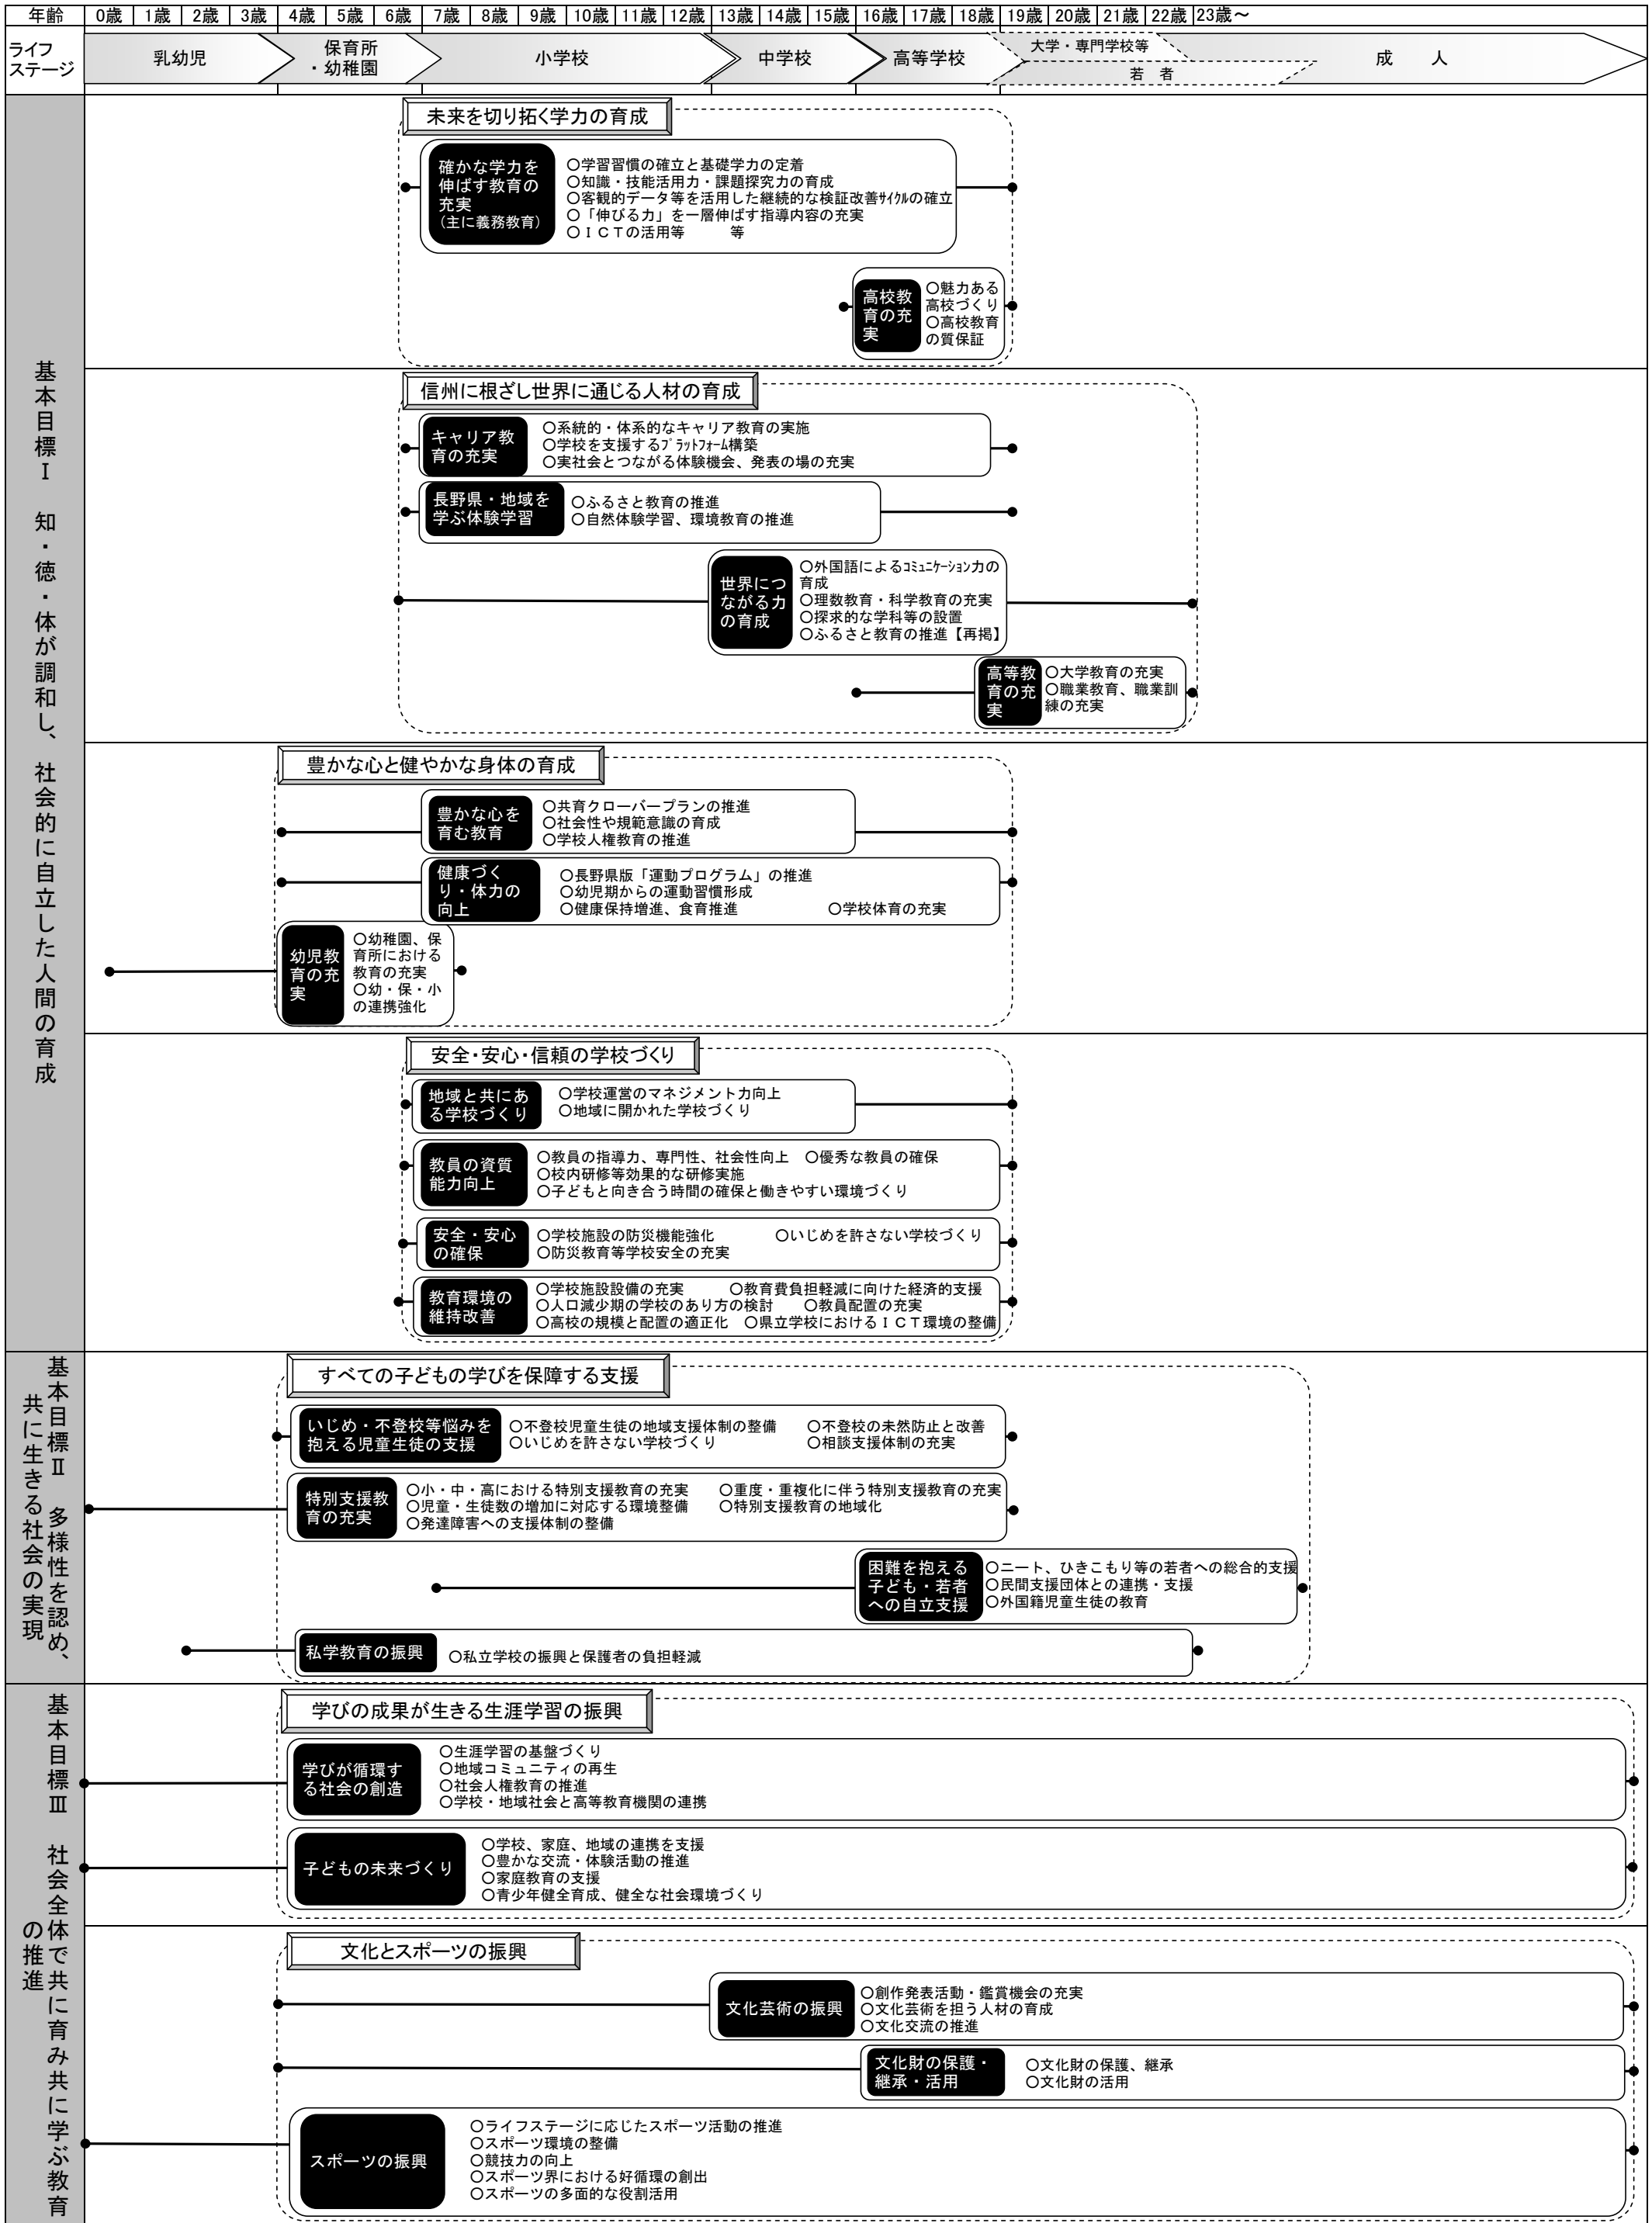 年齢 0歳 1歳 2歳 3歳 4歳 5歳 6歳 7歳 8歳 9歳 10歳 11歳 12歳 13歳 14歳 15歳 16歳 17歳 18歳 19歳 20歳 21歳 22歳 23歳～
ライフ
ステージ
乳幼児
保育所
・幼稚園
小学校
中学校
高等学校
大学・専門学校等
若 者
成 人
基本目標Ⅰ 知・徳・体が調和し、社会的に自立した人間の育成
未来を切り拓く学力の育成
確かな学力を
伸ばす教育の
充実
(主に義務教育)
○学習習慣の確立と基礎学力の定着
○知識・技能活用力・課題探究力の育成
○客観的データ等を活用した継続的な検証改善ｻｲｸﾙの確立
○「伸びる力」を一層伸ばす指導内容の充実
○ＩＣＴの活用等 等
高校教
育の充
実
○魅力ある
高校づくり
○高校教育
の質保証
信州に根ざし世界に通じる人材の育成
キャリア教
育の充実
○系統的・体系的なキャリア教育の実施
○学校を支援するﾌﾟﾗｯﾄﾌｫｰﾑ構築
○実社会とつながる体験機会、発表の場の充実
長野県・地域を
学ぶ体験学習
○ふるさと教育の推進
○自然体験学習、環境教育の推進
世界につ
ながる力
の育成
○外国語によるｺﾐｭﾆｹｰｼｮﾝ力の
育成
○理数教育・科学教育の充実
○探求的な学科等の設置
○ふるさと教育の推進【再掲】
高等教
育の充
実
○大学教育の充実
○職業教育、職業訓
練の充実
豊かな心と健やかな身体の育成
豊かな心を
育む教育
○共育クローバープランの推進
○社会性や規範意識の育成
○学校人権教育の推進
健康づく
り・体力の
向上
○長野県版「運動プログラム」の推進
○幼児期からの運動習慣形成
○健康保持増進、食育推進 ○学校体育の充実
幼児教
育の充
実
○幼稚園、保
育所における
教育の充実
○幼・保・小
の連携強化
安全・安心・信頼の学校づくり
地域と共にあ
る学校づくり
○学校運営のマネジメント力向上
○地域に開かれた学校づくり
教員の資質
能力向上
○教員の指導力、専門性、社会性向上 ○優秀な教員の確保
○校内研修等効果的な研修実施
○子どもと向き合う時間の確保と働きやすい環境づくり
安全・安心
の確保
○学校施設の防災機能強化 ○いじめを許さない学校づくり
○防災教育等学校安全の充実
教育環境の
維持改善
○学校施設設備の充実 ○教育費負担軽減に向けた経済的支援
○人口減少期の学校のあり方の検討 ○教員配置の充実
○高校の規模と配置の適正化 ○県立学校におけるＩＣＴ環境の整備
基本目標Ⅱ 多様性を認め、
共に生きる社会の実現
すべての子どもの学びを保障する支援
いじめ・不登校等悩みを
抱える児童生徒の支援
○不登校児童生徒の地域支援体制の整備 ○不登校の未然防止と改善
○いじめを許さない学校づくり ○相談支援体制の充実
特別支援教
育の充実
○小・中・高における特別支援教育の充実 ○重度・重複化に伴う特別支援教育の充実
○児童・生徒数の増加に対応する環境整備 ○特別支援教育の地域化
○発達障害への支援体制の整備
困難を抱える
子ども・若者
への自立支援
○ニート、ひきこもり等の若者への総合的支援
○民間支援団体との連携・支援
○外国籍児童生徒の教育
私学教育の振興
○私立学校の振興と保護者の負担軽減
基本目標Ⅲ 社会全体で共に育み共に学ぶ教育
の推進
学びの成果が生きる生涯学習の振興
学びが循環す
る社会の創造
○生涯学習の基盤づくり
○地域コミュニティの再生
○社会人権教育の推進
○学校・地域社会と高等教育機関の連携
子どもの未来づくり
○学校、家庭、地域の連携を支援
○豊かな交流・体験活動の推進
○家庭教育の支援
○青少年健全育成、健全な社会環境づくり
文化とスポーツの振興
文化芸術の振興
○創作発表活動・鑑賞機会の充実
○文化芸術を担う人材の育成
○文化交流の推進
文化財の保護・
継承・活用
○文化財の保護、継承
○文化財の活用
スポーツの振興
○ライフステージに応じたスポーツ活動の推進
○スポーツ環境の整備
○競技力の向上
○スポーツ界における好循環の創出
○スポーツの多面的な役割活用